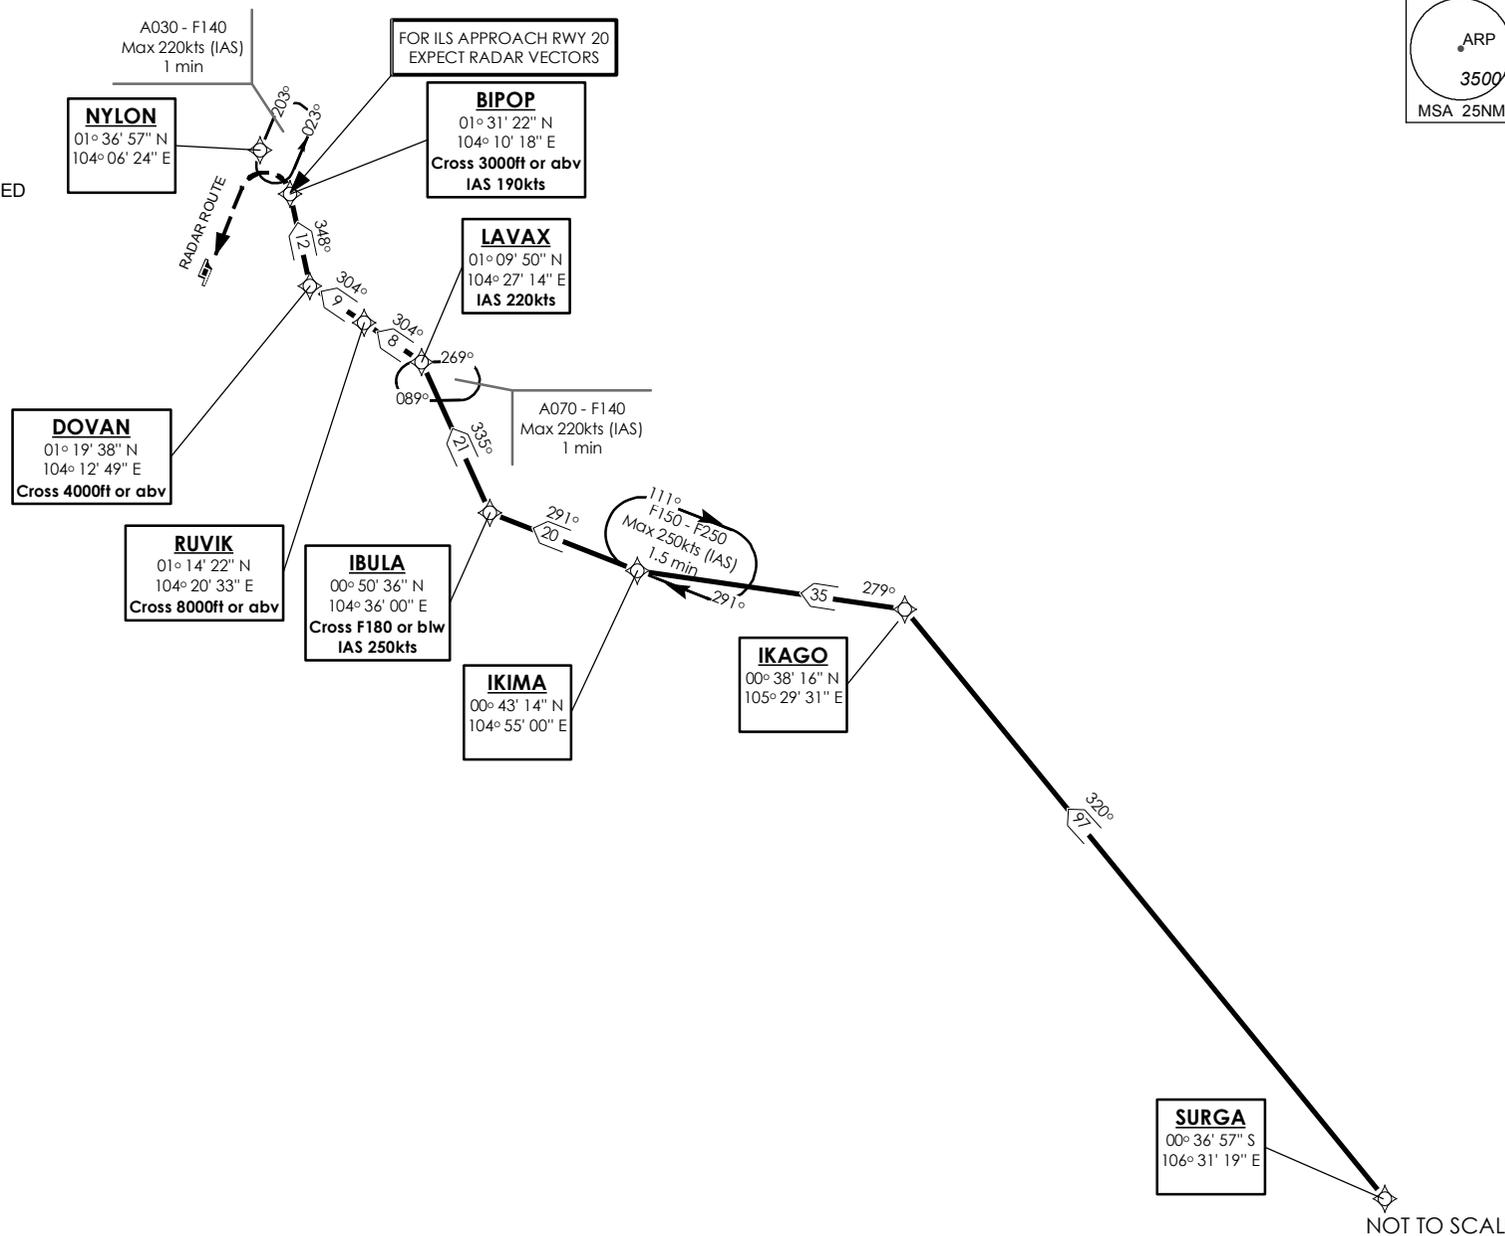 A030 - F140
Max 220kts (IAS)
1 min
FOR ILS APPROACH RWY 20
EXPECT RADAR VECTORS
ARP
3500'
MSA 25NM
NYLON
01° 36' 57" N
104° 06' 24" E
203°
023°
BIPOP
01° 31' 22" N
104° 10' 18" E
Cross 3000ft or abv
IAS 190kts
ED
RADAR ROUTE
348°
12
LAVAX
01° 09' 50" N
104° 27' 14" E
IAS 220kts
304°
9
304°
8
269°
089°
A070 - F140
Max 220kts (IAS)
1 min
DOVAN
01° 19' 38" N
104° 12' 49" E
Cross 4000ft or abv
335°
21
111°
F150 - F250
Max 250kts (IAS)
1.5 min
291°
291°
20
RUVIK
01° 14' 22" N
104° 20' 33" E
Cross 8000ft or abv
IBULA
00° 50' 36" N
104° 36' 00" E
Cross F180 or blw
IAS 250kts
279°
35
IKIMA
00° 43' 14" N
104° 55' 00" E
IKAGO
00° 38' 16" N
105° 29' 31" E
320°
97
SURGA
00° 36' 57" S
106° 31' 19" E
NOT TO SCAL